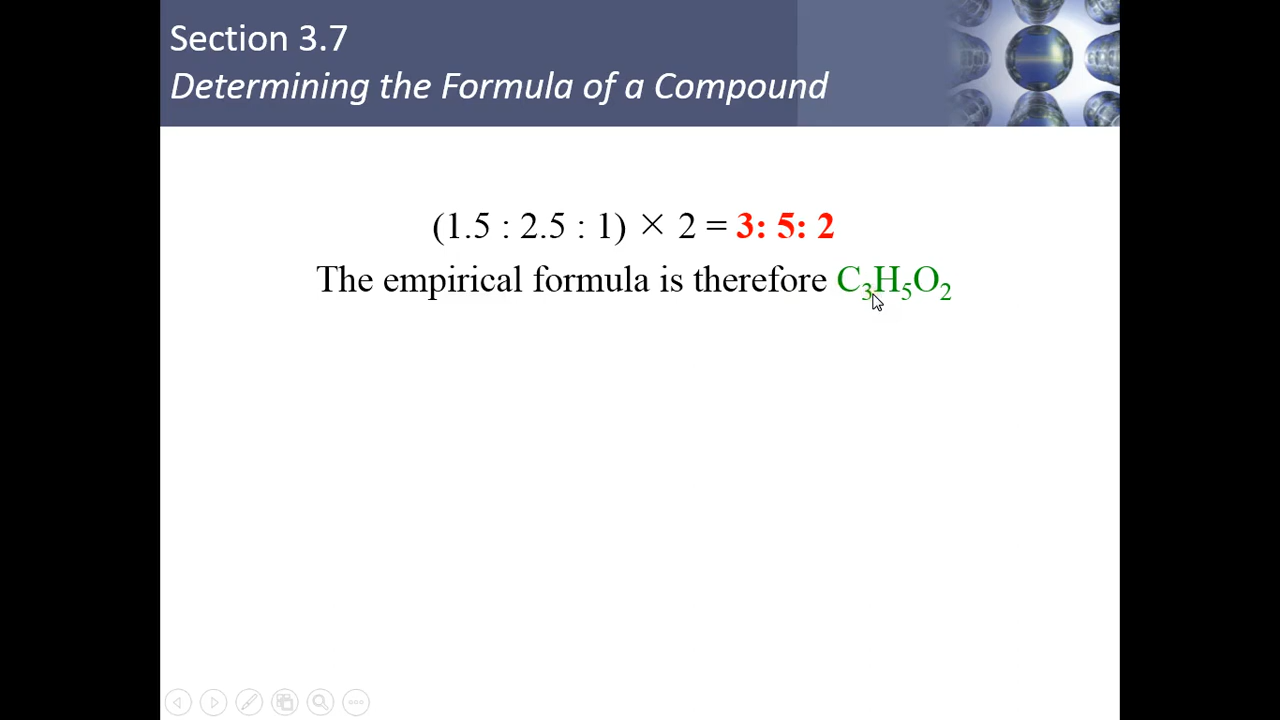 Section 3.7
Determining the Formula of a Compound
(1.5 : 2.5 : 1) × 2 = 3: 5: 2
The empirical formula is therefore C₃H₅O₂